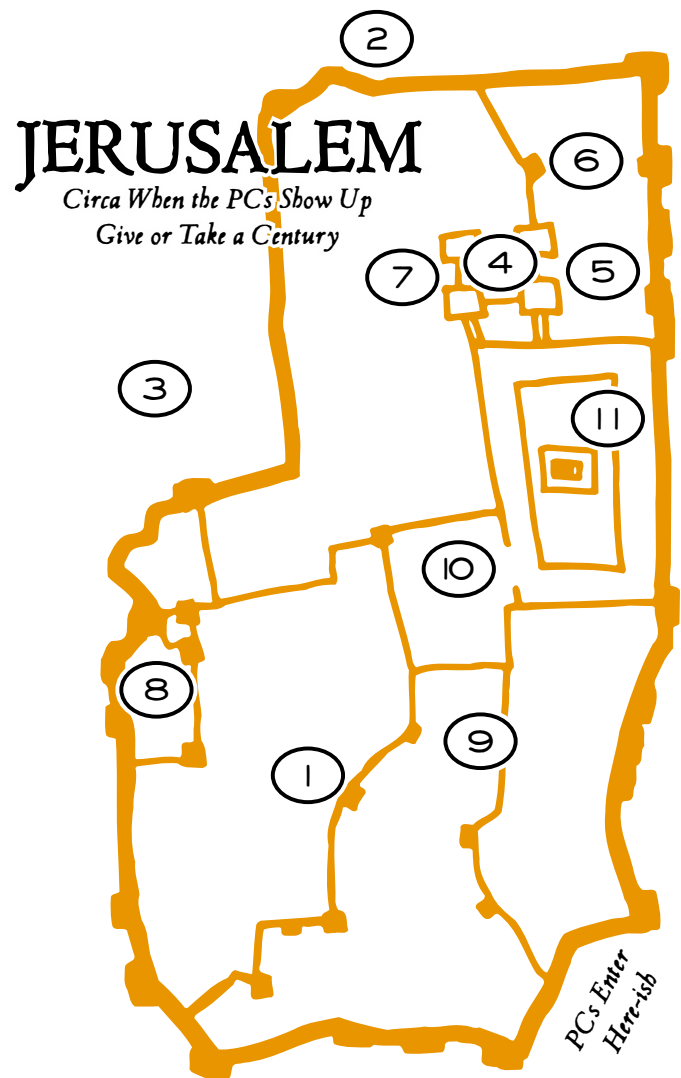 2
JERUSALEM
Circa When the PCs Show Up
Give or Take a Century
6
4
7
5
3
11
10
8
9
1
PCs Enter
Here-ish